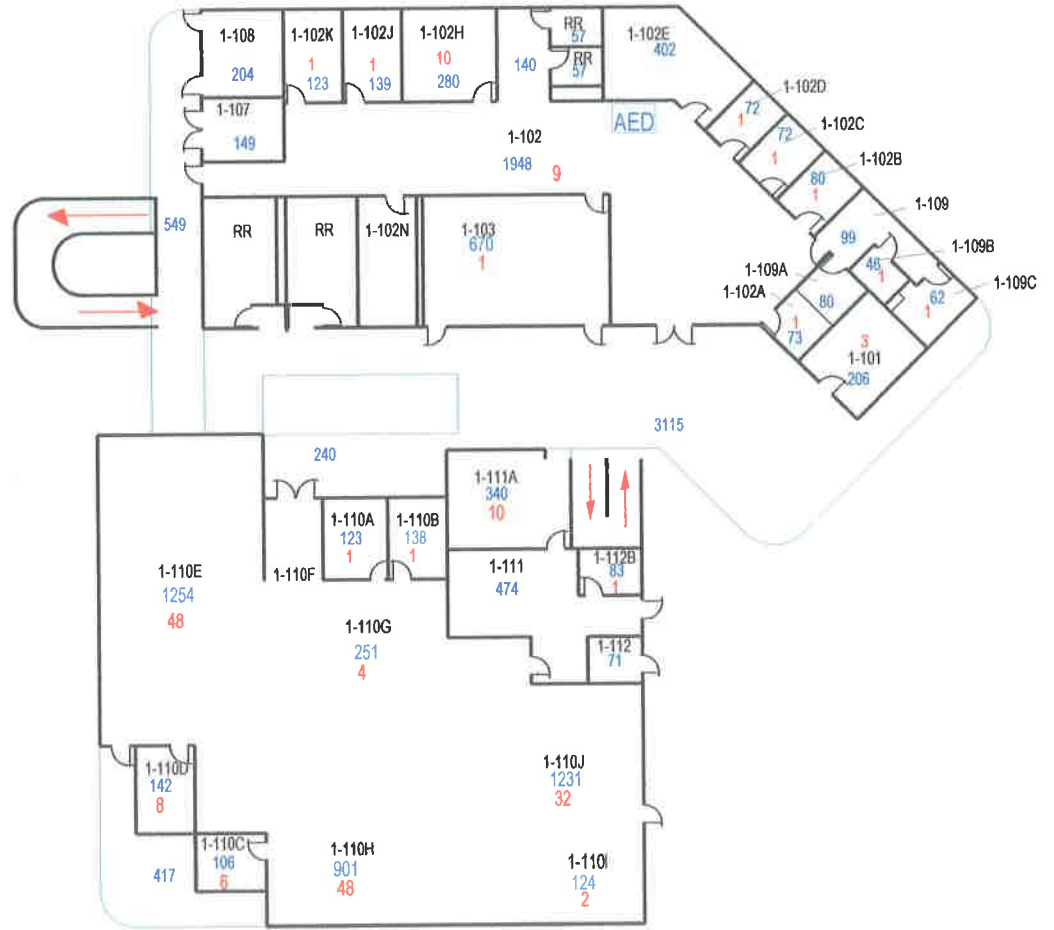 1-108
204
1-102K
1
123
1-102J
1
139
1-102H
10
280
140
RR
57
RR
57
1-102E
402
AED
1-102D
72
1
1-102C
72
1
1-102B
80
1
1-107
149
1-102
1948
9
549
RR
RR
1-102N
1-103
670
1
1-109
99
1-109B
46
1
1-109A
80
1-109C
62
1
1-102A
1
73
3
1-101
206
3115
240
1-111A
340
10
1-110A
123
1
1-110B
138
1
1-110F
1-111
474
1-112B
83
1
1-110E
1254
48
1-110G
251
4
1-112
71
1-110D
142
8
1-110J
1231
32
1-110C
106
6
417
1-110H
901
48
1-110I
124
2